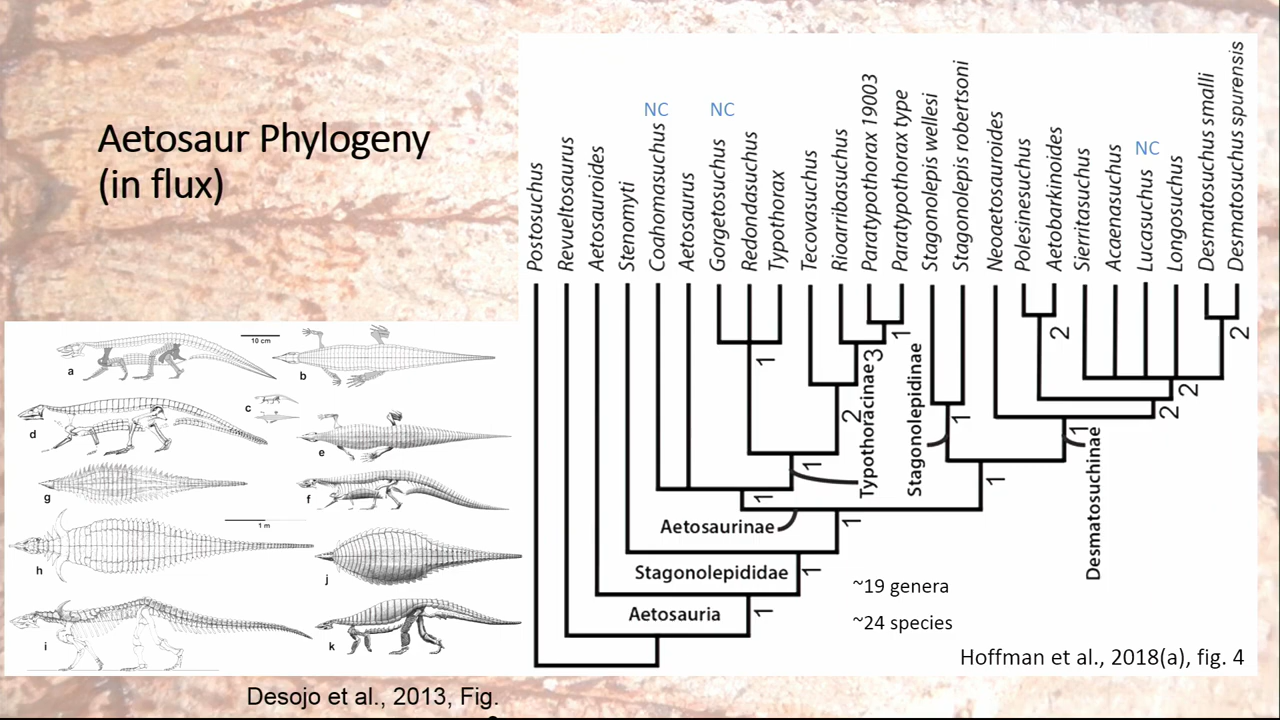 Aetosaur Phylogeny
(in flux)
NC
NC
NC
Postosuchus
Revueltosaurus
Aetosauroides
Stenomyti
Coahomasuchus
Aetosaurus
Gorgetosuchus
Redondasuchus
Typothorax
Tecovasuchus
Rioarribasuchus
Paratypothorax 19003
Paratypothorax type
Stagonolepis wellesi
Stagonolepis robertsoni
Neoaetosauroides
Polesinesuchus
Aetobarkinoides
Sierritasuchus
Acaenasuchus
Lucasuchus
Longosuchus
Desmatosuchus smalli
Desmatosuchus spurensis
1
2
3
1
1
1
2
2
2
2
1
1
1
1
1
1
Typothoracinae
Stagonolepidinae
Desmatosuchinae
Aetosaurinae
Stagonolepididae
Aetosauria
~19 genera
~24 species
Hoffman et al., 2018(a), fig. 4
10 cm
a
b
c
d
e
g
f
1 m
h
j
i
k
Desojo et al., 2013, Fig.